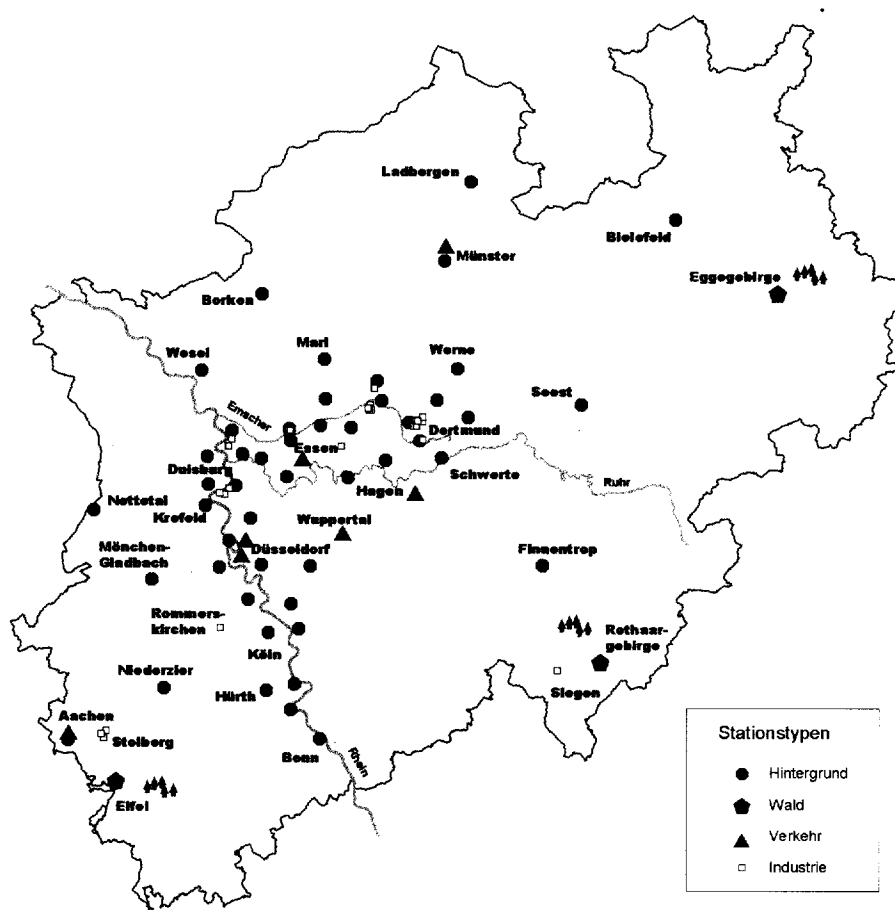 Ladbergen
Bielefeld
Münster
Eggegebirge
Borken
Marl
Werne
Wesel
Soest
Emscher
Dortmund
Essen
Duisburg
Schwerte
Ruhr
Hagen
Nettetal
Krefeld
Wuppertal
Mönchen-
Gladbach
Düsseldorf
Finnentrop
Rommers-
kirchen
Rothaar-
gebirge
Köln
Niederzier
Hürth
Siegen
Aachen
Stolberg
Bonn
Rhein
Eifel
Stationstypen
Hintergrund
Wald
Verkehr
Industrie